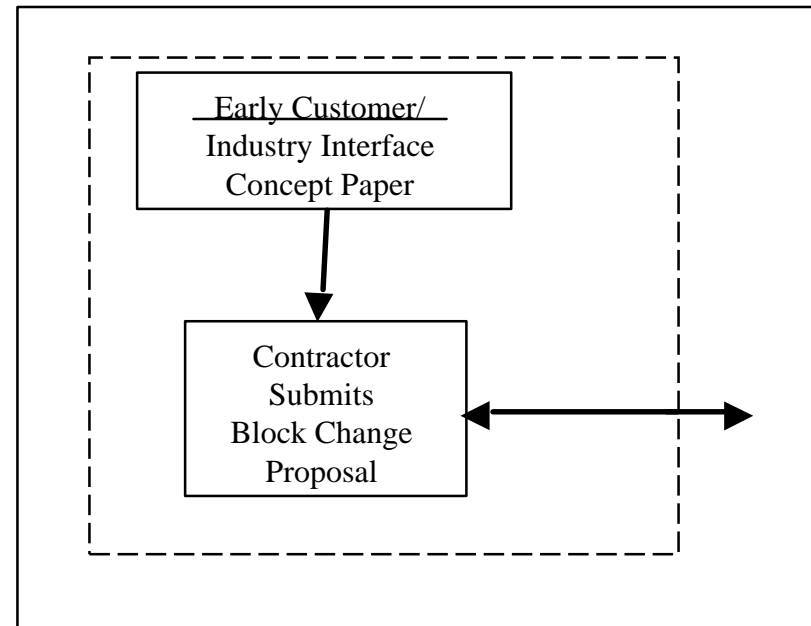 Early Customer/
Industry Interface
Concept Paper
Contractor
Submits
Block Change
Proposal